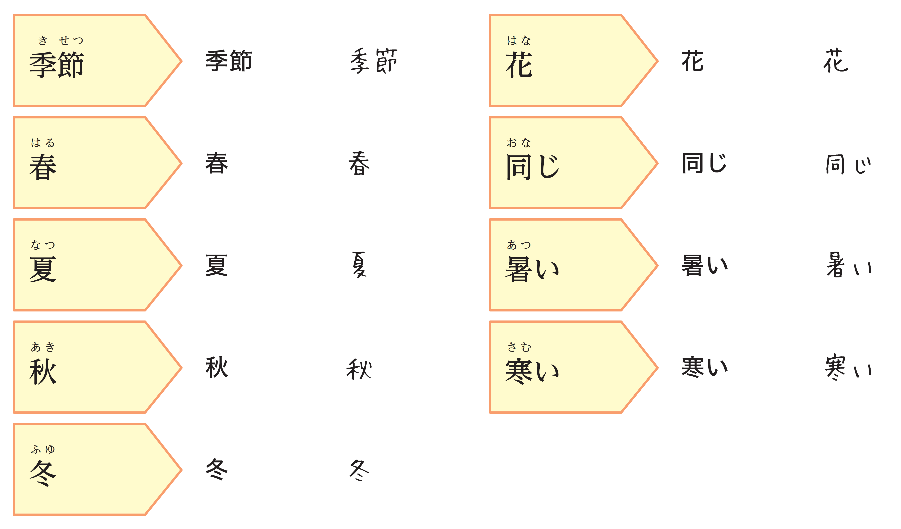 き せつ
季節 季節 季節
はる
春 春 春
なつ
夏 夏 夏
あき
秋 秋 秋
ふゆ
冬 冬 冬
はな
花 花 花
おな
同じ 同じ 同じ
あつ
暑い 暑い 暑い
さむ
寒い 寒い 寒い